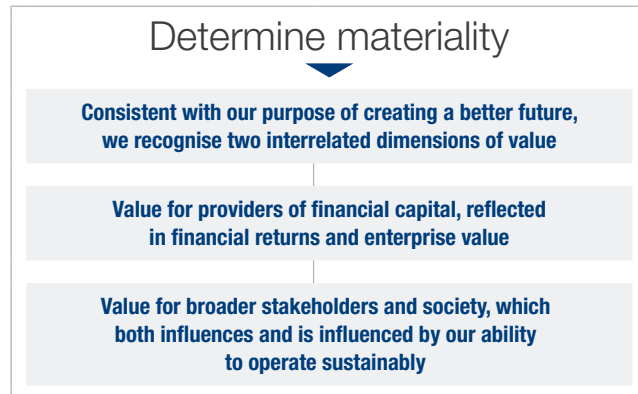 Determine materiality
Consistent with our purpose of creating a better future,
we recognise two interrelated dimensions of value
Value for providers of financial capital, reflected
in financial returns and enterprise value
Value for broader stakeholders and society, which
both influences and is influenced by our ability
to operate sustainably